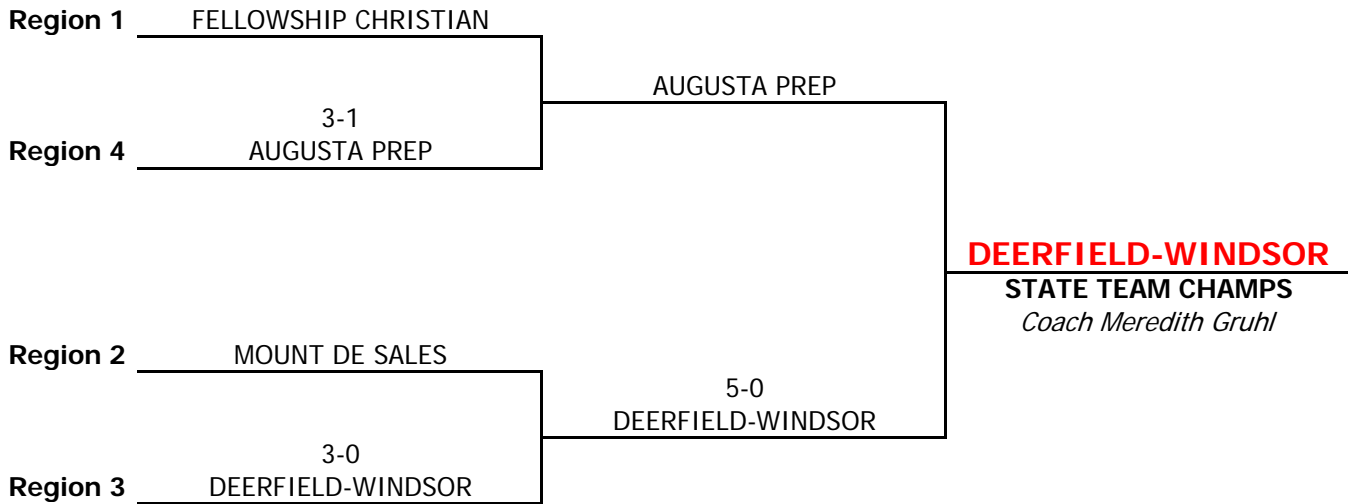 Region 1 FELLOWSHIP CHRISTIAN
AUGUSTA PREP
3-1
Region 4 AUGUSTA PREP
DEERFIELD-WINDSOR
STATE TEAM CHAMPS
Coach Meredith Gruhl
Region 2 MOUNT DE SALES
5-0
DEERFIELD-WINDSOR
3-0
Region 3 DEERFIELD-WINDSOR